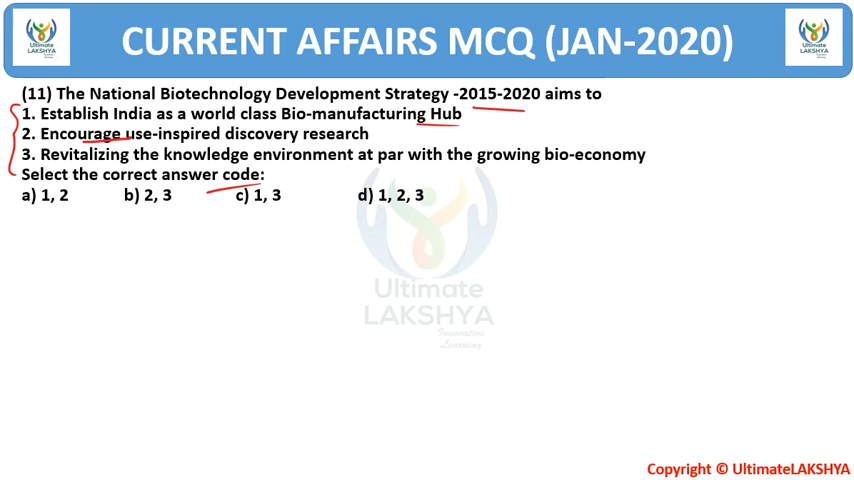 Ultimate
LAKSHYA
CURRENT AFFAIRS MCQ (JAN-2020)
Ultimate
LAKSHYA
(11) The National Biotechnology Development Strategy -2015-2020 aims to
1. Establish India as a world class Bio-manufacturing Hub
2. Encourage use-inspired discovery research
3. Revitalizing the knowledge environment at par with the growing bio-economy
Select the correct answer code:
a) 1, 2 b) 2, 3 c) 1, 3 d) 1, 2, 3
Ultimate
LAKSHYA
Innovative
Learning
Copyright © UltimateLAKSHYA